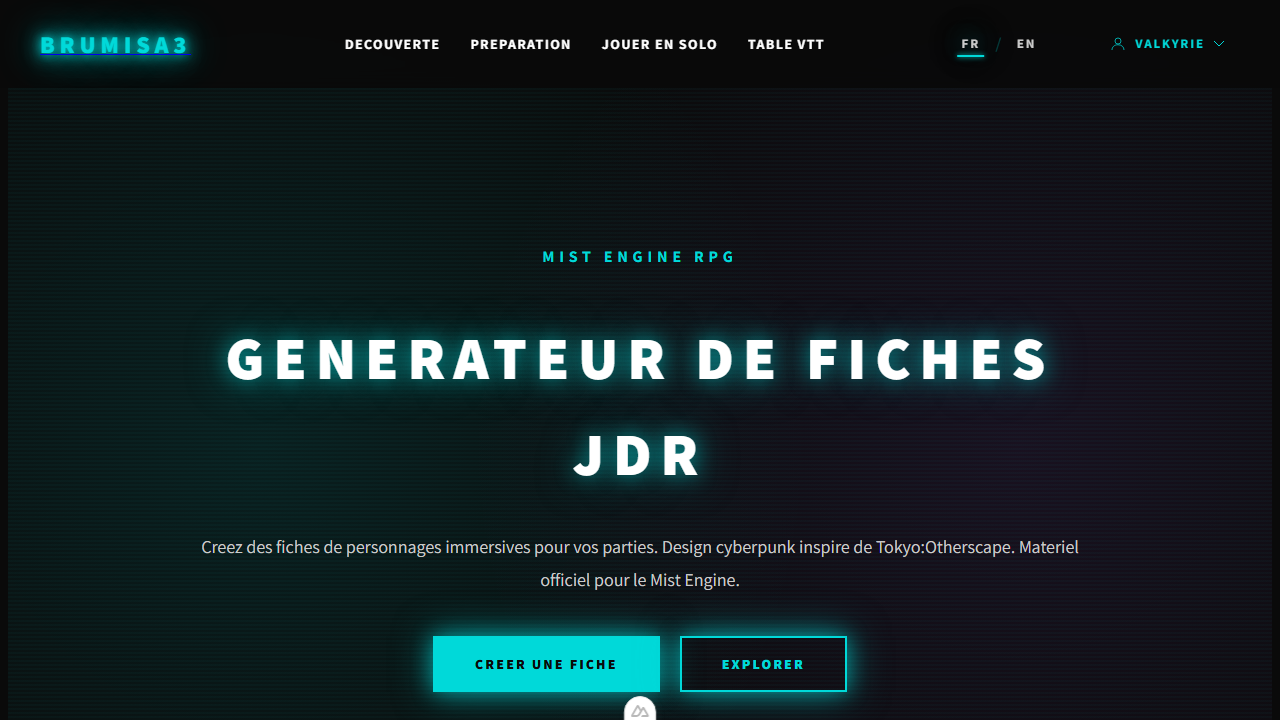 BRUMISA3
DECOUVERTE PREPARATION JOUER EN SOLO TABLE VTT
FR / EN
VALKYRIE
MIST ENGINE RPG
GENERATEUR DE FICHES
JDR
Creez des fiches de personnages immersives pour vos parties. Design cyberpunk inspire de Tokyo:Otherscape. Materiel
officiel pour le Mist Engine.
CREER UNE FICHE
EXPLORER